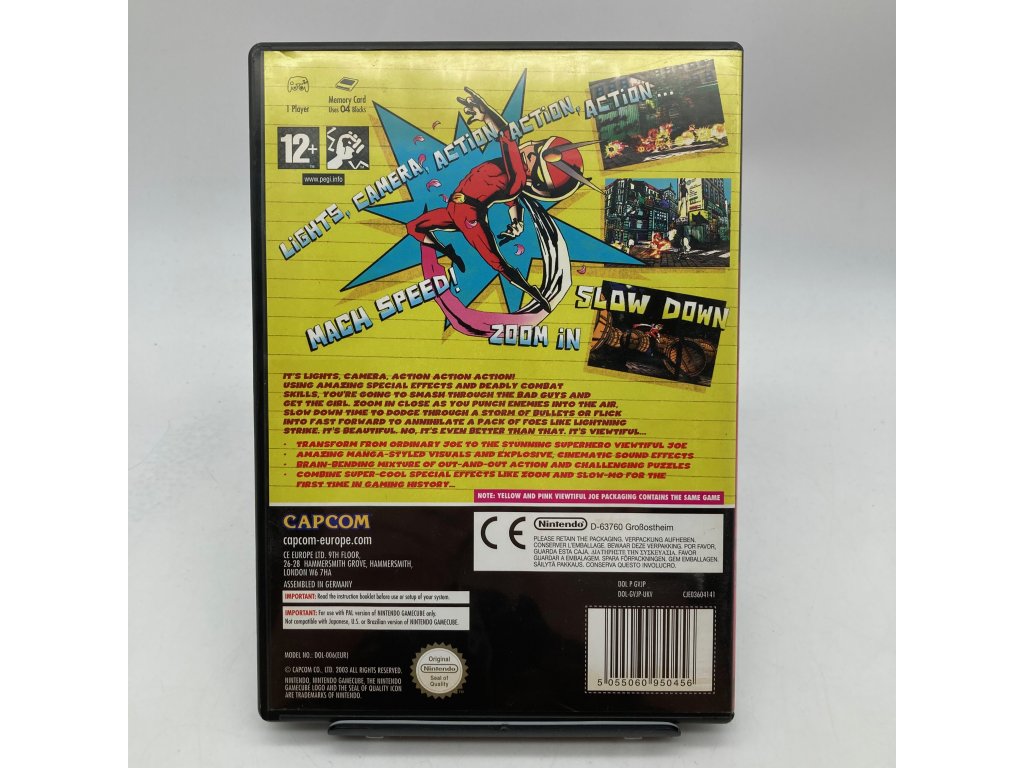 1 Player
Memory Card
Uses 04 Blocks
12+
www.pegi.info
LiGHTS, CAMERA, ACTiON, ACTiON, ACTiON...
MACH SPEED!
ZOOM iN
SLOW DOWN
IT'S LIGHTS, CAMERA, ACTION ACTION ACTION!
USING AMAZING SPECIAL EFFECTS AND DEADLY COMBAT
SKILLS, YOU'RE GOING TO SMASH THROUGH THE BAD GUYS AND
GET THE GIRL. ZOOM IN CLOSE AS YOU PUNCH ENEMIES INTO THE AIR,
SLOW DOWN TIME TO DODGE THROUGH A STORM OF BULLETS OR FLICK
INTO FAST FORWARD TO ANNIHILATE A PACK OF FOES LIKE LIGHTNING
STRIKE. IT'S BEAUTIFUL. NO, IT'S EVEN BETTER THAN THAT. IT'S VIEWTIFUL...
· TRANSFORM FROM ORDINARY JOE TO THE STUNNING SUPERHERO VIEWTIFUL JOE
· AMAZING MANGA-STYLED VISUALS AND EXPLOSIVE, CINEMATIC SOUND EFFECTS
· BRAIN-BENDING MIXTURE OF OUT-AND-OUT ACTION AND CHALLENGING PUZZLES
· COMBINE SUPER-COOL SPECIAL EFFECTS LIKE ZOOM AND SLOW-MO FOR THE
FIRST TIME IN GAMING HISTORY...
NOTE: YELLOW AND PINK VIEWTIFUL JOE PACKAGING CONTAINS THE SAME GAME
CAPCOM
capcom-europe.com
CE EUROPE LTD. 9TH FLOOR,
26-28 HAMMERSMITH GROVE, HAMMERSMITH,
LONDON W6 7HA
ASSEMBLED IN GERMANY
IMPORTANT: Read the instruction booklet before use or setup of your system
IMPORTANT: For use with PAL version of NINTENDO GAMECUBE only.
Not compatible with Japanese, U.S. or Brazilian version of NINTENDO GAMECUBE.
MODEL NO.: DOL-006(EUR)
© CAPCOM CO., LTD. 2003 ALL RIGHTS RESERVED.
NINTENDO, NINTENDO GAMECUBE, THE NINTENDO
GAMECUBE LOGO AND THE SEAL OF QUALITY ICON
ARE TRADEMARKS OF NINTENDO.
Original
Nintendo
Seal of
Quality
CE
Nintendo D-63760 Großostheim
PLEASE RETAIN THE PACKAGING. VERPACKUNG AUFHEBEN.
CONSERVER L'EMBALLAGE. BEWAAR DEZE VERPAKKING. POR FAVOR,
GUARDA ESTA CAJA. ΔΙΑΤΗΡΗΣΤΕ ΤΗΝ ΣΥΣΚΕΥΑΣΙΑ. FAVOR
GUARDAR A EMBALAGEM. SPARA FÖRPACKNINGEN. GEM EMBALLAGEN
SÄILYTÄ PAKKAUS. CONSERVA QUESTO INVOLUCRO.
DOL P GVJP
DOL-GVJP-UKV
CJE03604141
5 055060 950456